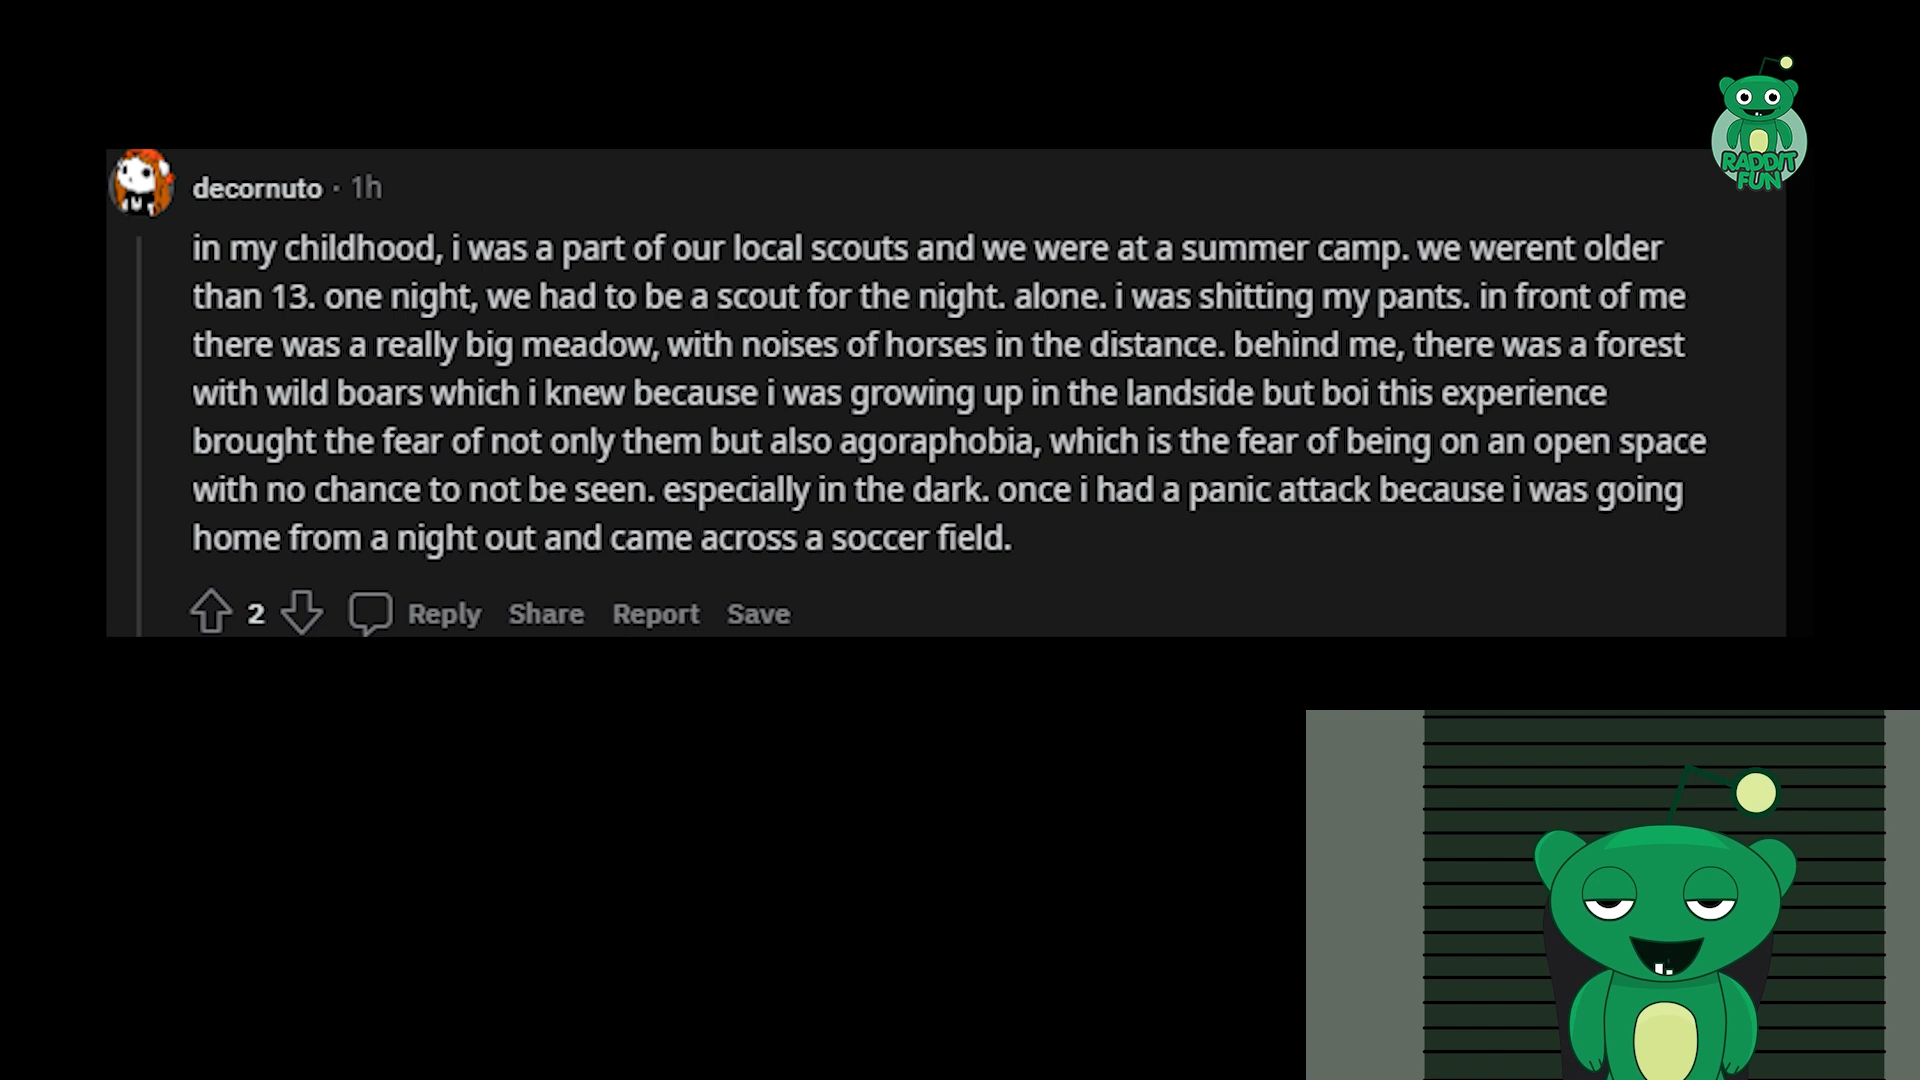 RADDIT
FUN
decornuto · 1h
in my childhood, i was a part of our local scouts and we were at a summer camp. we werent older
than 13. one night, we had to be a scout for the night. alone. i was shitting my pants. in front of me
there was a really big meadow, with noises of horses in the distance. behind me, there was a forest
with wild boars which i knew because i was growing up in the landside but boi this experience
brought the fear of not only them but also agoraphobia, which is the fear of being on an open space
with no chance to not be seen. especially in the dark. once i had a panic attack because i was going
home from a night out and came across a soccer field.
2 Reply Share Report Save